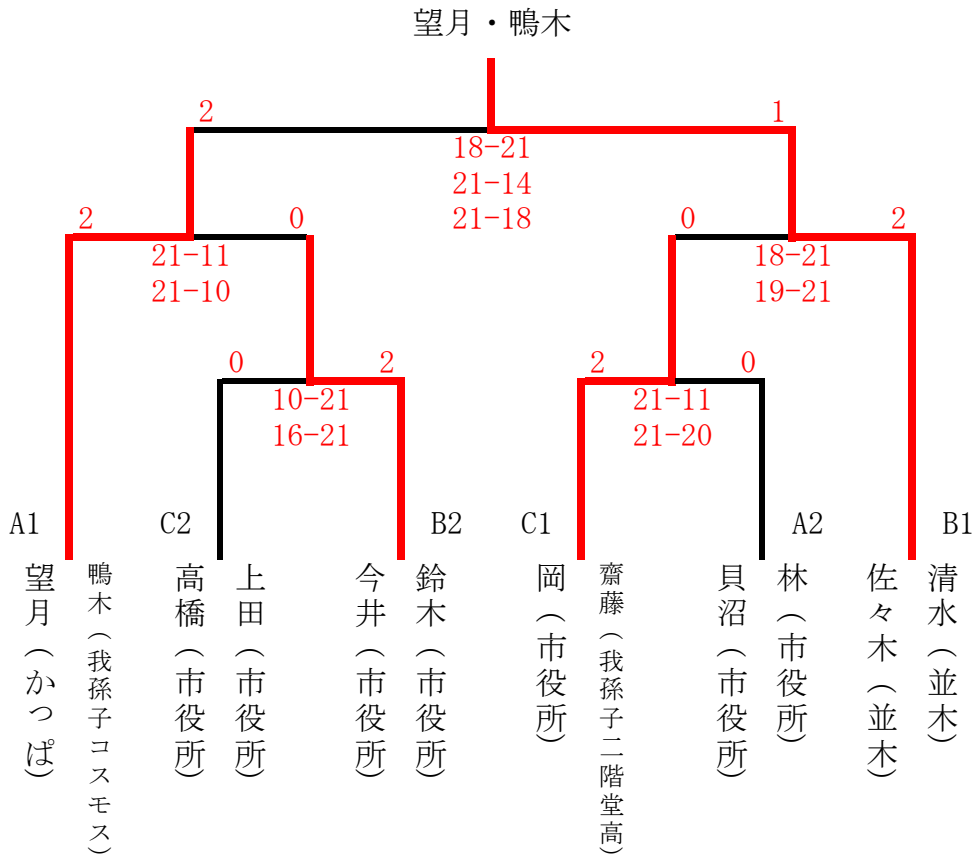 望月・鴨木
2
1
18-21
21-14
21-18
2
0
0
2
21-11
21-10
18-21
19-21
0
2
2
0
10-21
16-21
21-11
21-20
A1
C2
B2
C1
A2
B1
望月(かっぱ)
鴨木(我孫子コスモス)
高橋(市役所)
上田(市役所)
今井(市役所)
鈴木(市役所)
岡(市役所)
齋藤(我孫子二階堂高)
貝沼(市役所)
林(市役所)
佐々木(並木)
清水(並木)